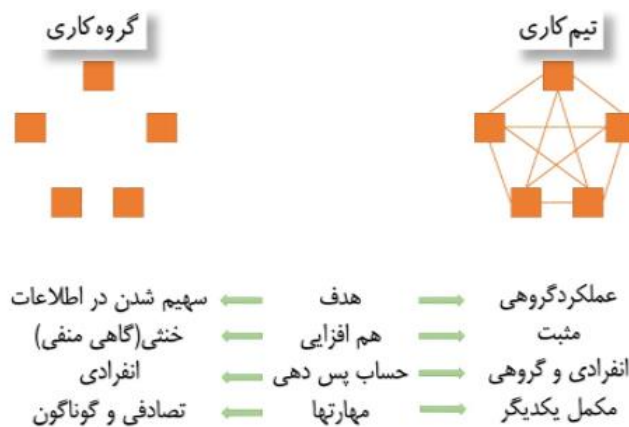 تیم کاری
گروه کاری
عملکردگروهی هدف سهیم شدن در اطلاعات
مثبت هم افزایی خنثی(گاهی منفی)
انفرادی و گروهی حساب پس دهی انفرادی
مکمل یکدیگر مهارتها تصادفی و گوناگون